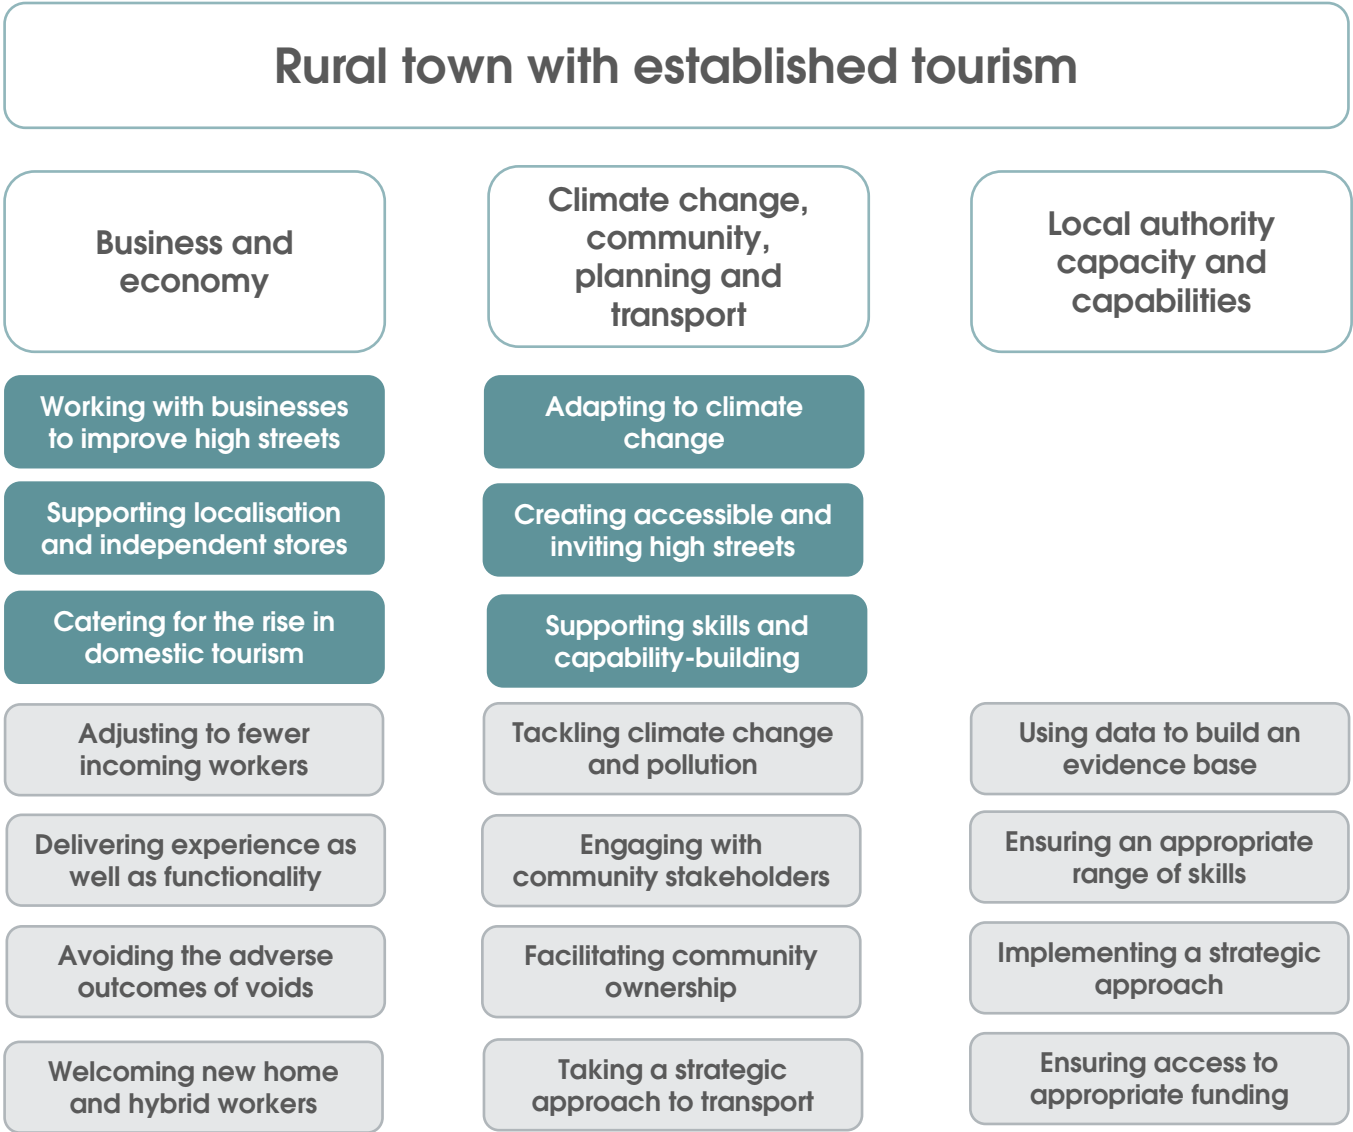 Rural town with established tourism
Business and
economy
Climate change,
community,
planning and
transport
Local authority
capacity and
capabilities
Working with businesses
to improve high streets
Supporting localisation
and independent stores
Catering for the rise in
domestic tourism
Adjusting to fewer
incoming workers
Delivering experience as
well as functionality
Avoiding the adverse
outcomes of voids
Welcoming new home
and hybrid workers
Adapting to climate
change
Creating accessible and
inviting high streets
Supporting skills and
capability-building
Tackling climate change
and pollution
Engaging with
community stakeholders
Facilitating community
ownership
Taking a strategic
approach to transport
Using data to build an
evidence base
Ensuring an appropriate
range of skills
Implementing a strategic
approach
Ensuring access to
appropriate funding